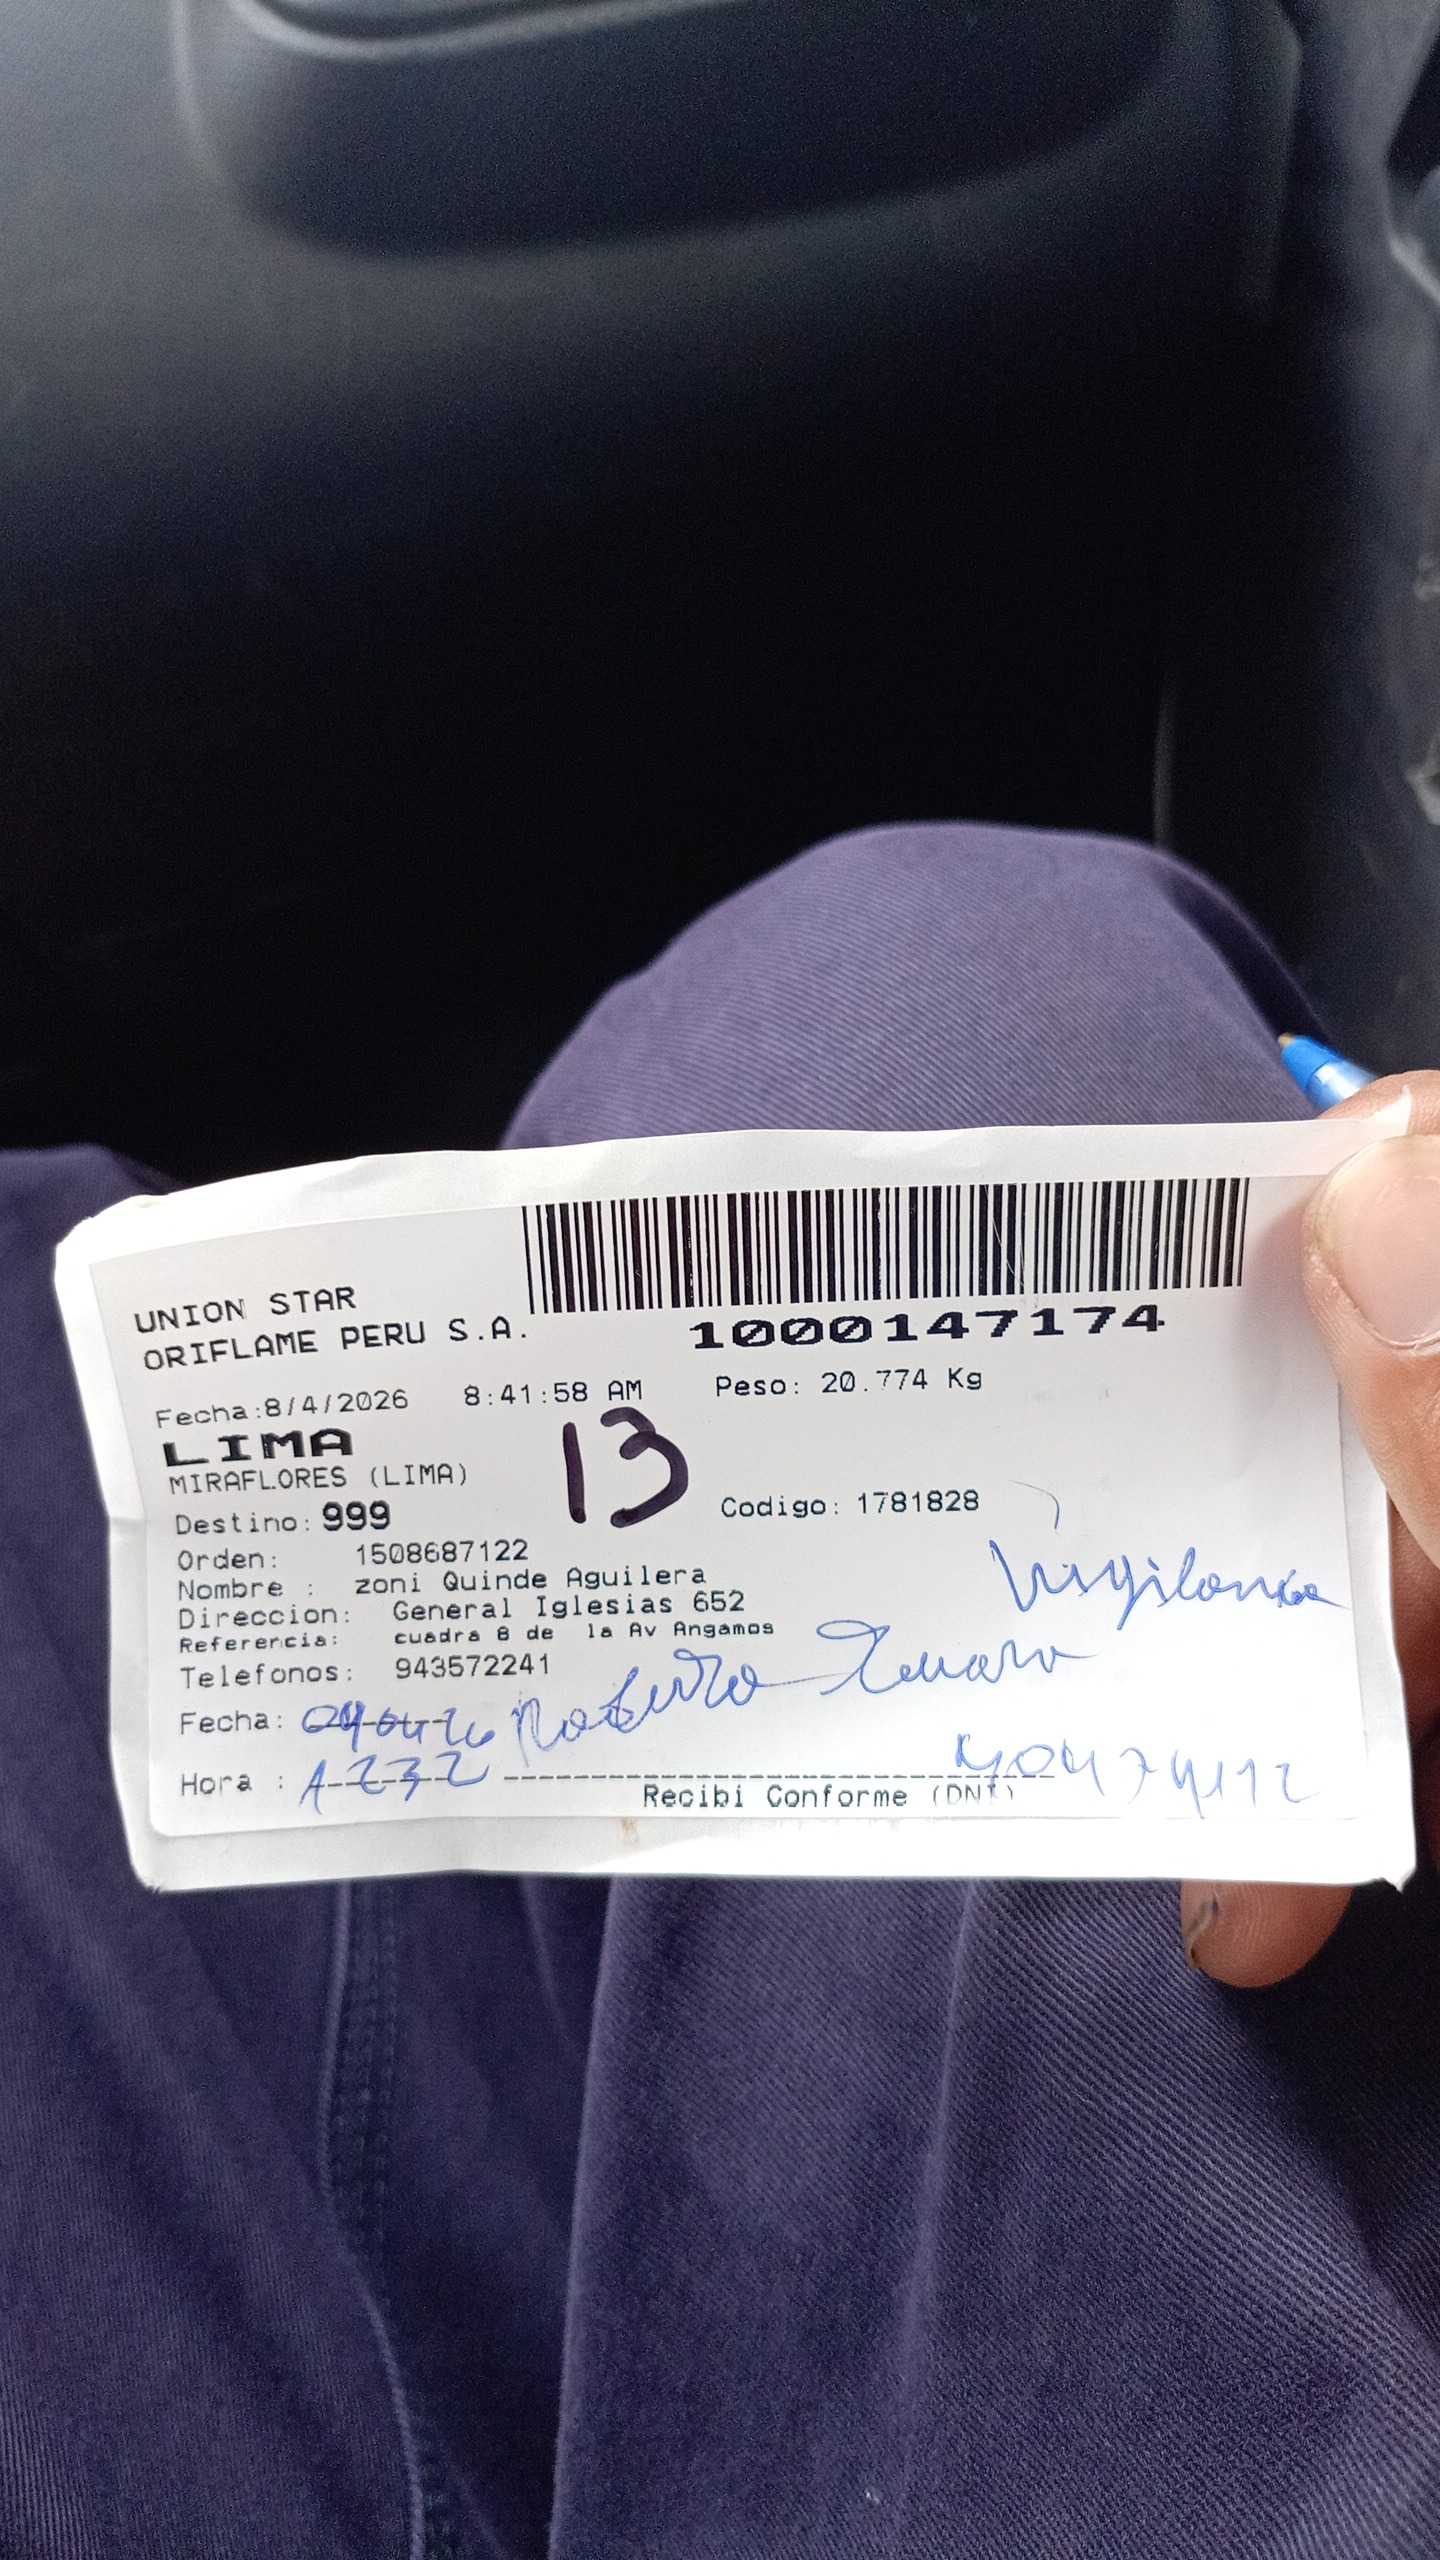 UNION STAR
ORIFLAME PERU S.A.
1000147174
Fecha:8/4/2026 8:41:58 AM Peso: 20.774 Kg
LIMA
MIRAFLORES (LIMA)
13
Destino: 999 Codigo: 1781828
Orden: 1508687122
Nombre : zoni Quinde Aguilera
Direccion: General Iglesias 652
Referencia: cuadra 8 de la Av Angamos
Telefonos: 943572241
Vigilancia
Fecha:
Hora :
Recibi Conforme (DNI)